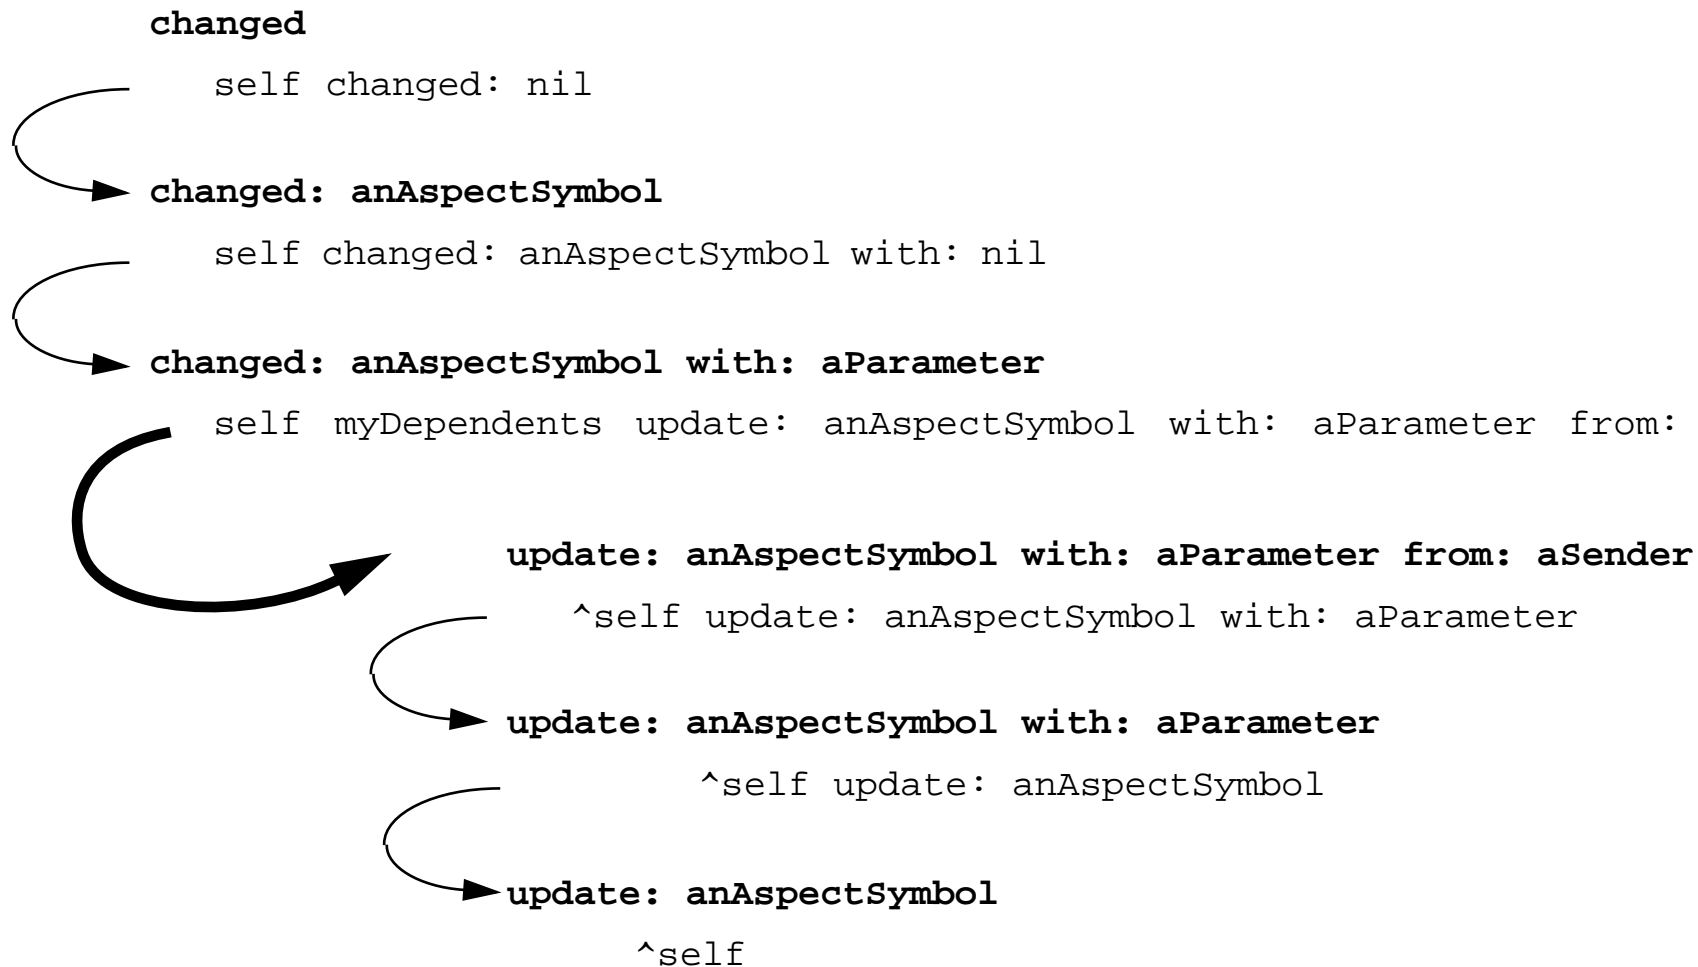 changed
self changed: nil
changed: anAspectSymbol
self changed: anAspectSymbol with: nil
changed: anAspectSymbol with: aParameter
self myDependents update: anAspectSymbol with: aParameter from:
update: anAspectSymbol with: aParameter from: aSender
^self update: anAspectSymbol with: aParameter
update: anAspectSymbol with: aParameter
^self update: anAspectSymbol
update: anAspectSymbol
^self